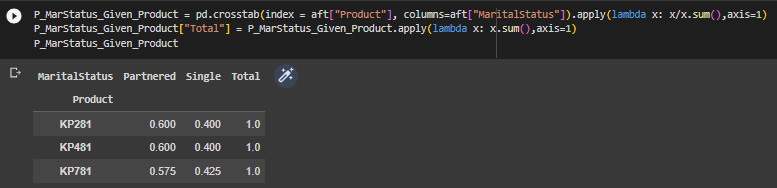 P_MarStatus_Given_Product = pd.crosstab(index = aft["Product"], columns=aft["MaritalStatus"]).apply(lambda x: x/x.sum(),axis=1)
P_MarStatus_Given_Product["Total"] = P_MarStatus_Given_Product.apply(lambda x: x.sum(),axis=1)
P_MarStatus_Given_Product
MaritalStatus Partnered Single Total
Product
KP281 0.600 0.400 1.0
KP481 0.600 0.400 1.0
KP781 0.575 0.425 1.0